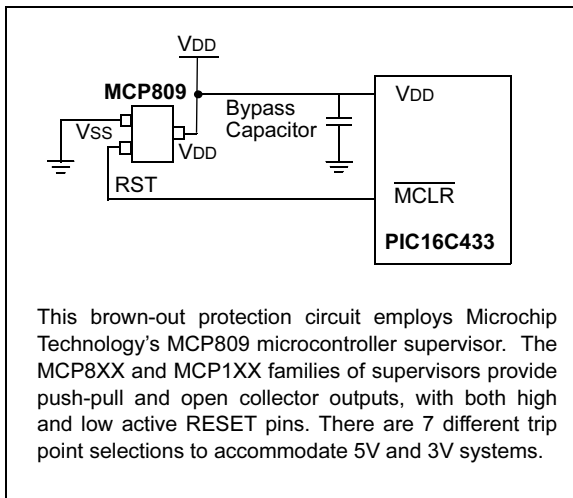 VDD
MCP809
Bypass
Capacitor
VDD
VSS
VDD
RST
MCLR
PIC16C433
This brown-out protection circuit employs Microchip
Technology's MCP809 microcontroller supervisor. The
MCP8XX and MCP1XX families of supervisors provide
push-pull and open collector outputs, with both high
and low active RESET pins. There are 7 different trip
point selections to accommodate 5V and 3V systems.